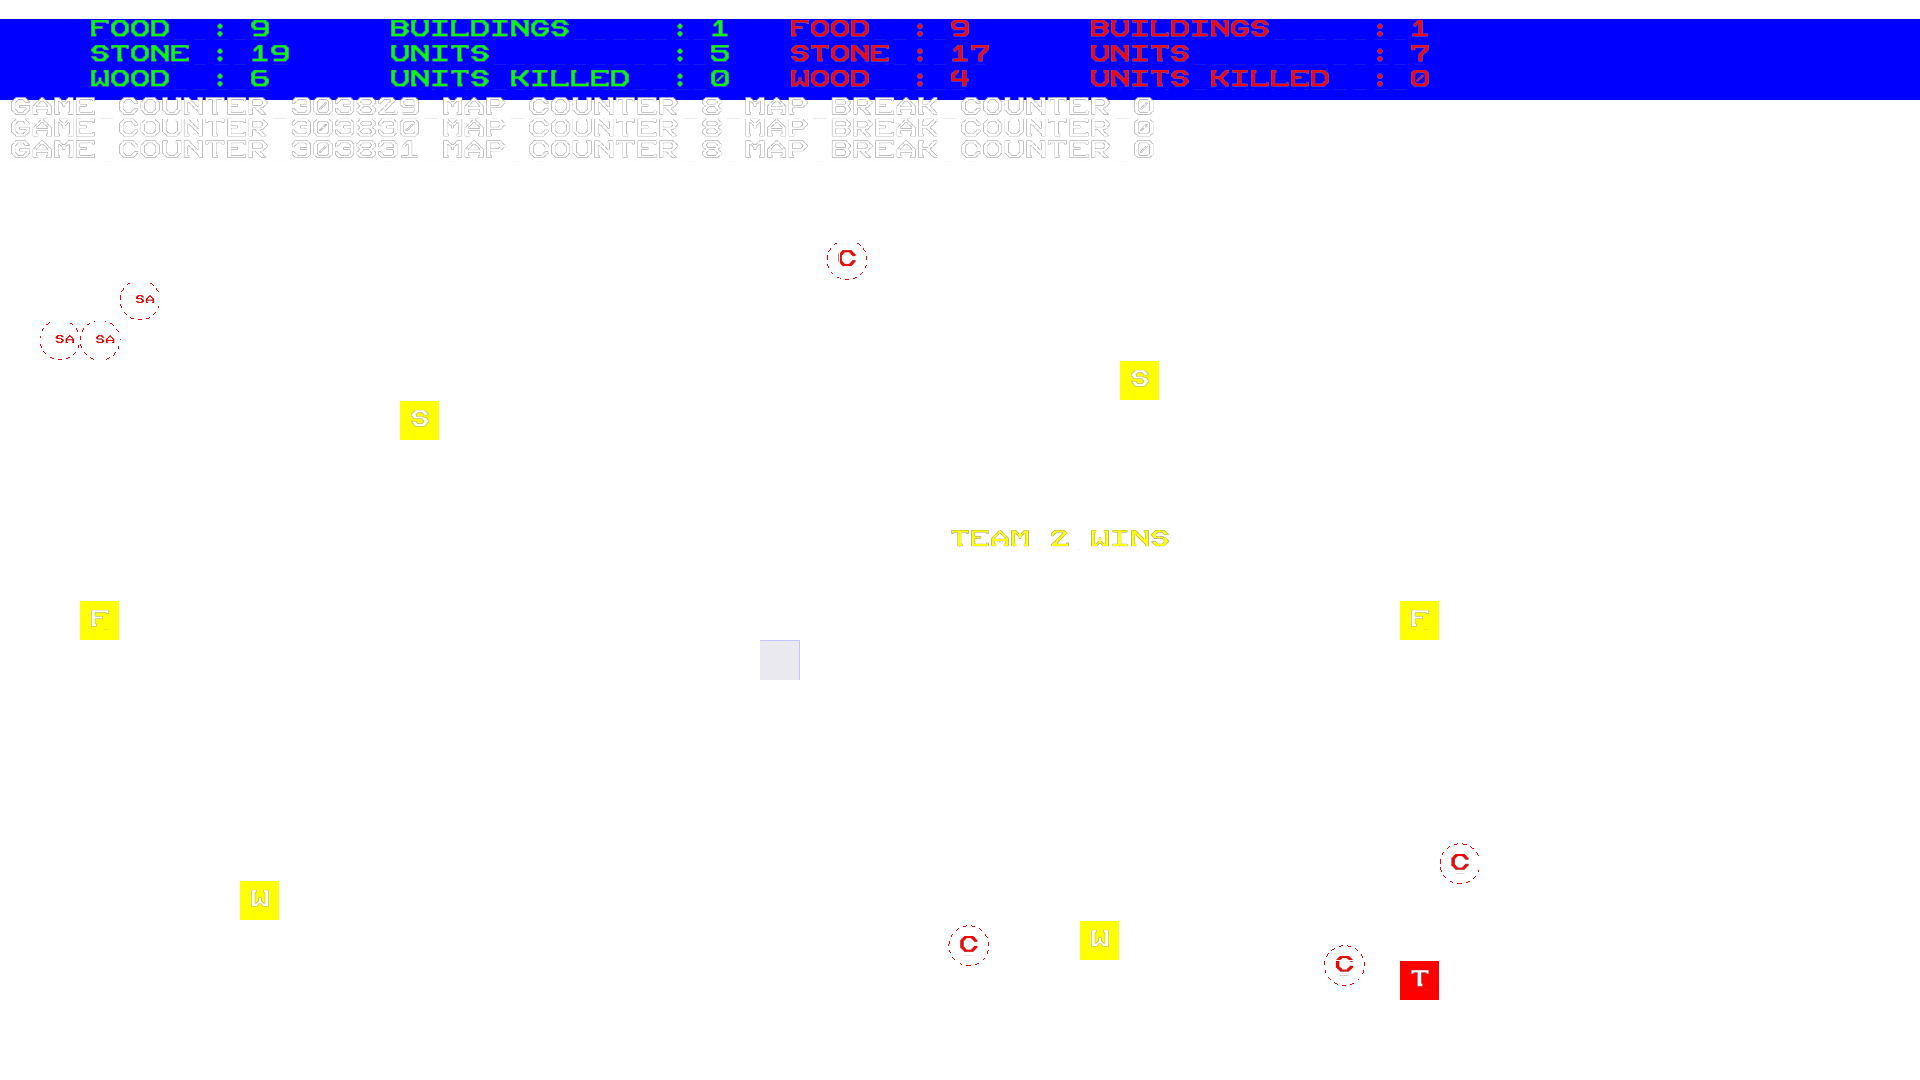 FOOD : 9 BUILDINGS : 1 FOOD : 9 BUILDINGS : 1
STONE : 19 UNITS : 5 STONE : 17 UNITS : 7
WOOD : 6 UNITS KILLED : 0 WOOD : 4 UNITS KILLED : 0
GAME COUNTER 303829 MAP COUNTER 8 MAP BREAK COUNTER 0
GAME COUNTER 303830 MAP COUNTER 8 MAP BREAK COUNTER 0
GAME COUNTER 303831 MAP COUNTER 8 MAP BREAK COUNTER 0
C
SA
SA SA
S
S
TEAM 2 WINS
F F
C
W
W
C
C
T